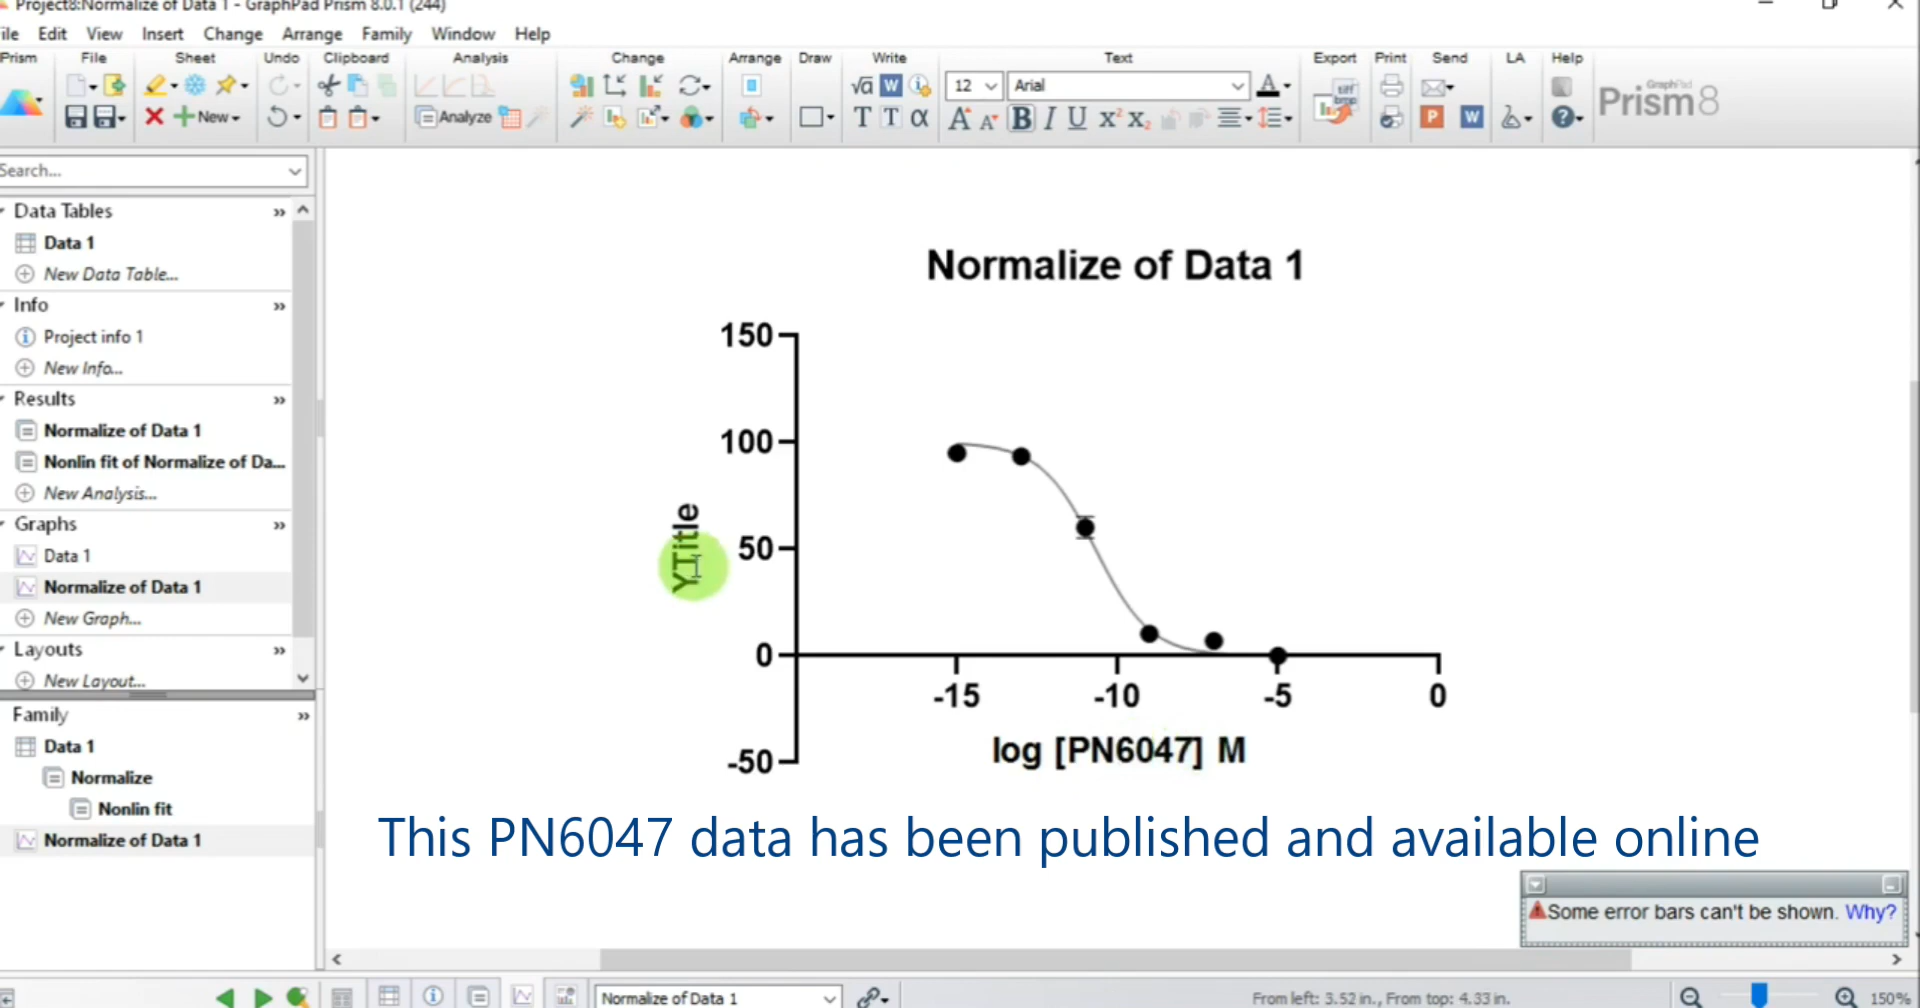 Project8:Normalize of Data 1 - GraphPad Prism 8.0.1 (244)
ile Edit View Insert Change Arrange Family Window Help
Prism File Sheet Undo Clipboard Analysis Change Arrange Draw Write Text Export Print Send LA Help
12 Arial
GraphPad
Prism 8
New Analyze
Search...
Data Tables
Data 1
New Data Table...
Info
Project info 1
New Info...
Results
Normalize of Data 1
Nonlin fit of Normalize of Da...
New Analysis...
Graphs
Data 1
Normalize of Data 1
New Graph...
Layouts
New Layout...
Family
Data 1
Normalize
Nonlin fit
Normalize of Data 1
Normalize of Data 1
150
100
50
0
-50
YTitle
-15 -10 -5 0
log [PN6047] M
This PN6047 data has been published and available online
Some error bars can't be shown. Why?
Normalize of Data 1
From left: 3.52 in., From top: 4.33 in.
150%